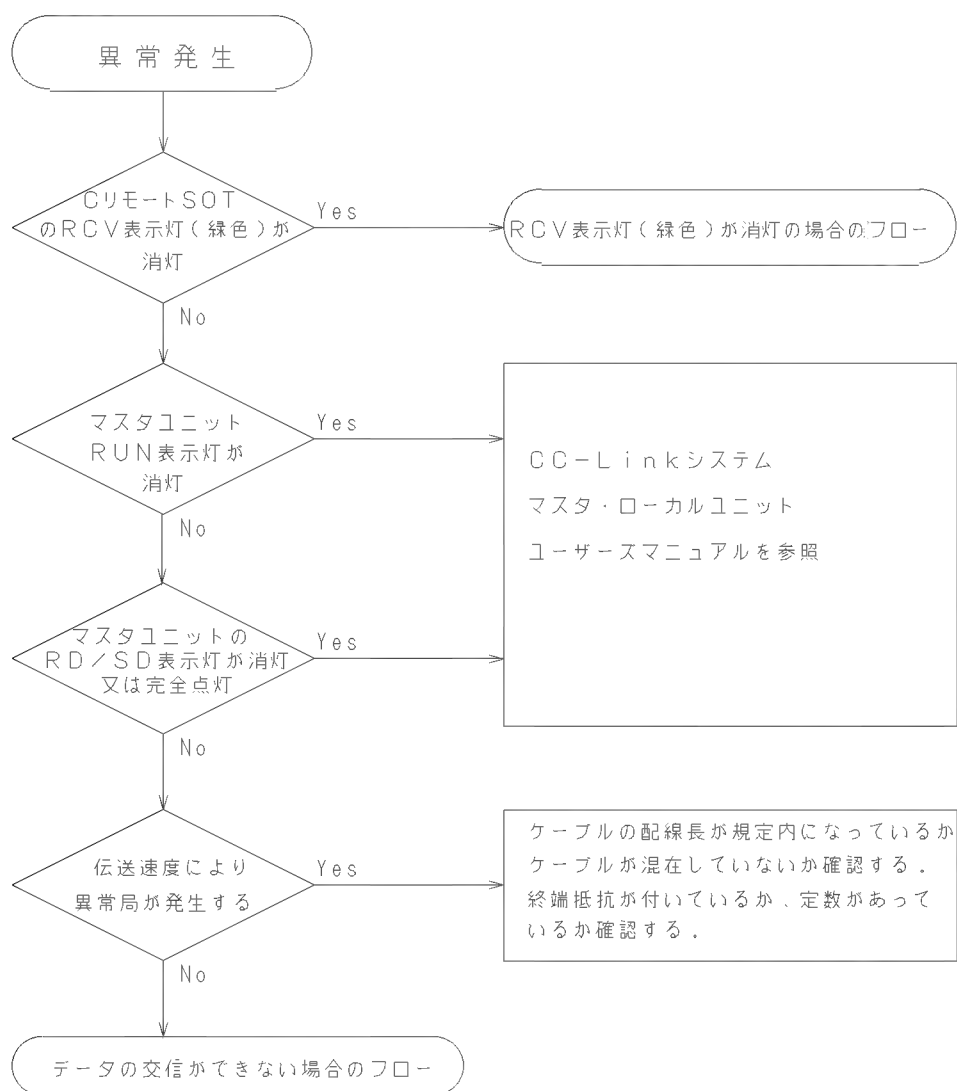 異常発生
CリモートSOT
のRCV表示灯(緑色)が
消灯
Yes
RCV表示灯(緑色)が消灯の場合のフロー
No
マスタユニット
RUN表示灯が
消灯
Yes
CC-Linkシステム
マスタ・ローカルユニット
ユーザーズマニュアルを参照
No
マスタユニットの
RD/SD表示灯が消灯
又は完全点灯
Yes
No
伝送速度により
異常局が発生する
Yes
ケーブルの配線長が規定内になっているか
ケーブルが混在していないか確認する.
終端抵抗が付いているか、定数があって
いるか確認する.
No
データの交信ができない場合のフロー